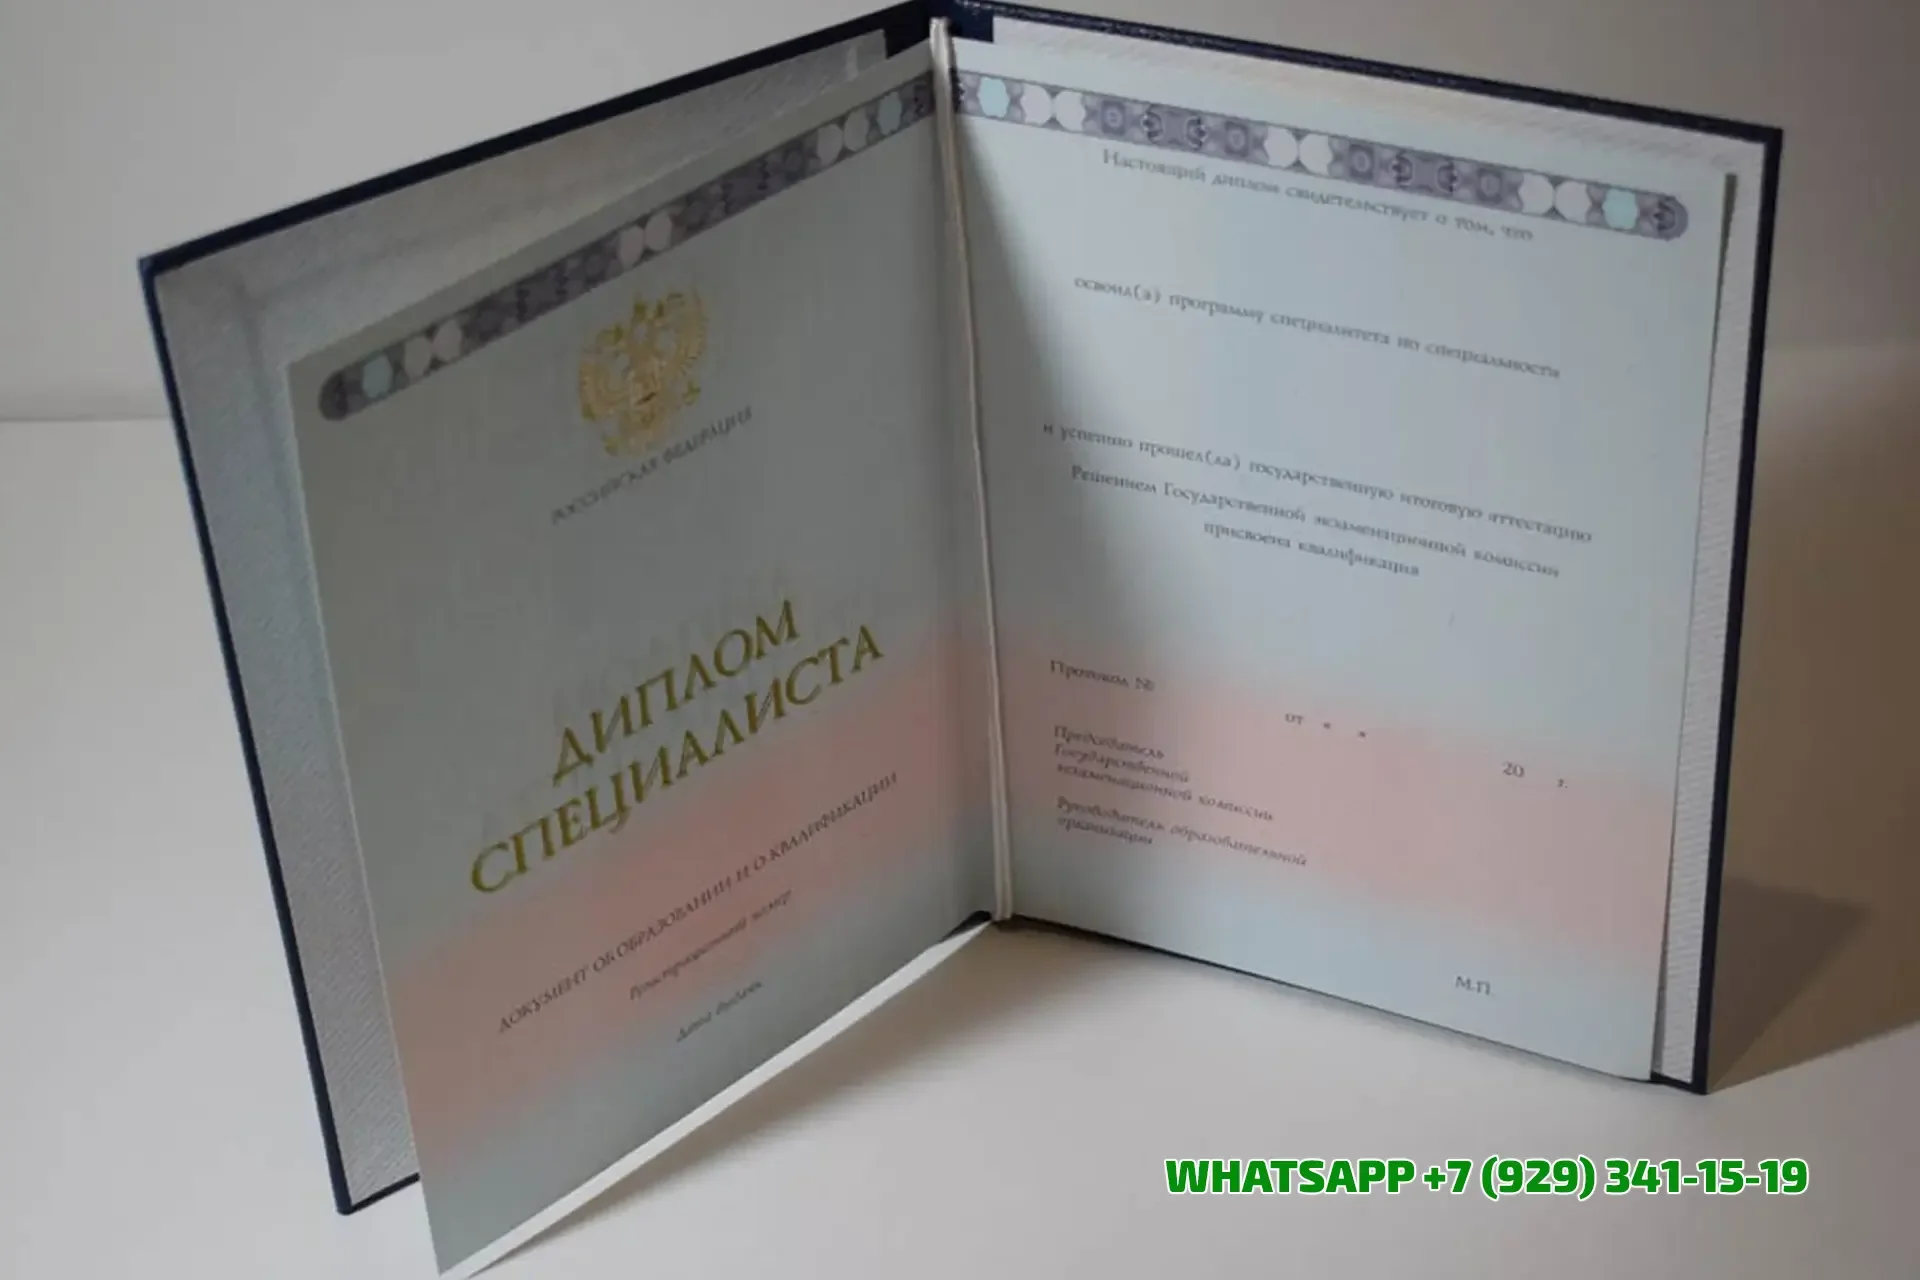 РОССИЙСКАЯ ФЕДЕРАЦИЯ
ДИПЛОМ
СПЕЦИАЛИСТА
ДОКУМЕНТ ОБ ОБРАЗОВАНИИ И О КВАЛИФИКАЦИИ
Регистрационный номер
Дата выдачи
Настоящий диплом свидетельствует о том, что
освоил(а) программу специалитета по специальности
и успешно прошел(ла) государственную итоговую аттестацию
Решением Государственной экзаменационной комиссии
присвоена квалификация
Протокол №
от « »
20 г.
Председатель
Государственной
экзаменационной комиссии
Руководитель образовательной
организации
М.П.
WHATSAPP +7 (929) 341-15-19